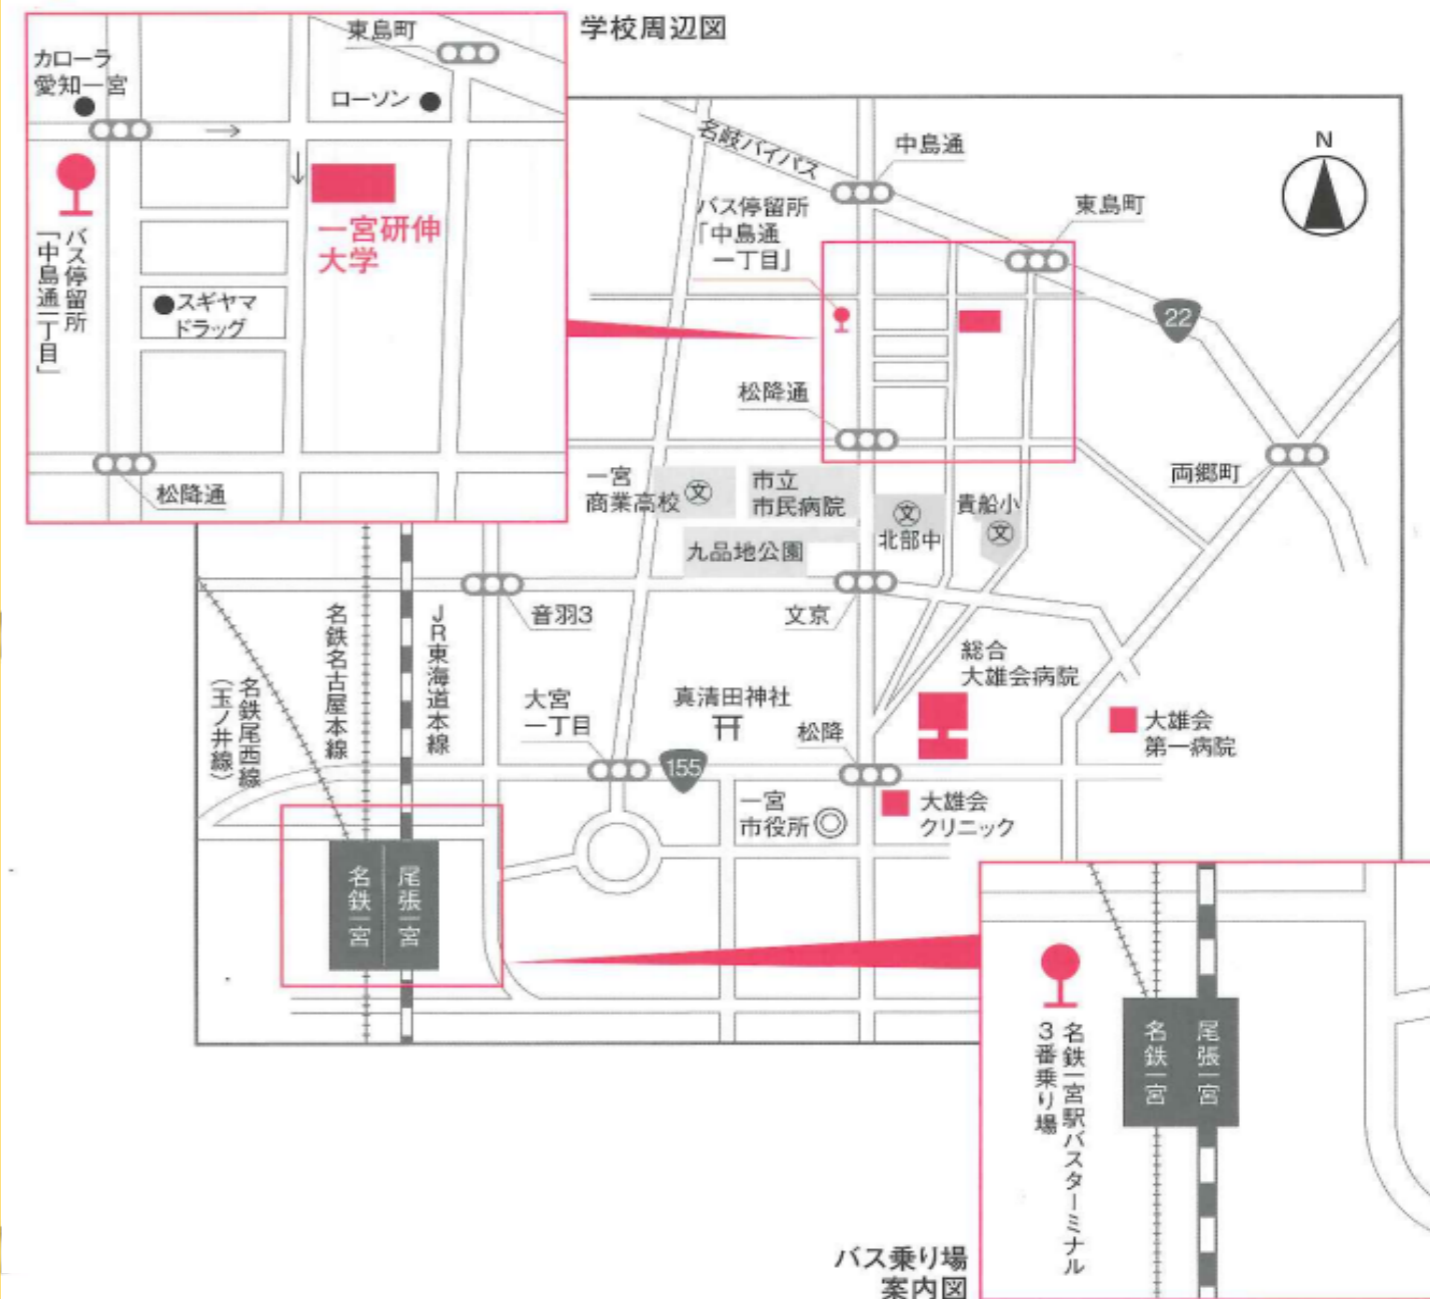 学校周辺図
東島町
カローラ
愛知一宮
ローソン
一宮研伸
大学
バス停留所
「中島通一丁目」
スギヤマ
ドラッグ
松降通
名岐バイパス
中島通
N
バス停留所
「中島通
一丁目」
東島町
22
松降通
両郷町
一宮
商業高校
文
市立
市民病院
文
北部中
貴船小
文
九品地公園
音羽3
文京
名鉄尾西線
(玉ノ井線)
名鉄名古屋本線
JR東海道本線
総合
大雄会病院
大宮
一丁目
真清田神社
松降
大雄会
第一病院
155
一宮
市役所
大雄会
クリニック
名鉄一宮
尾張一宮
名鉄一宮駅バスターミナル
3番乗り場
名鉄一宮
尾張一宮
バス乗り場
案内図